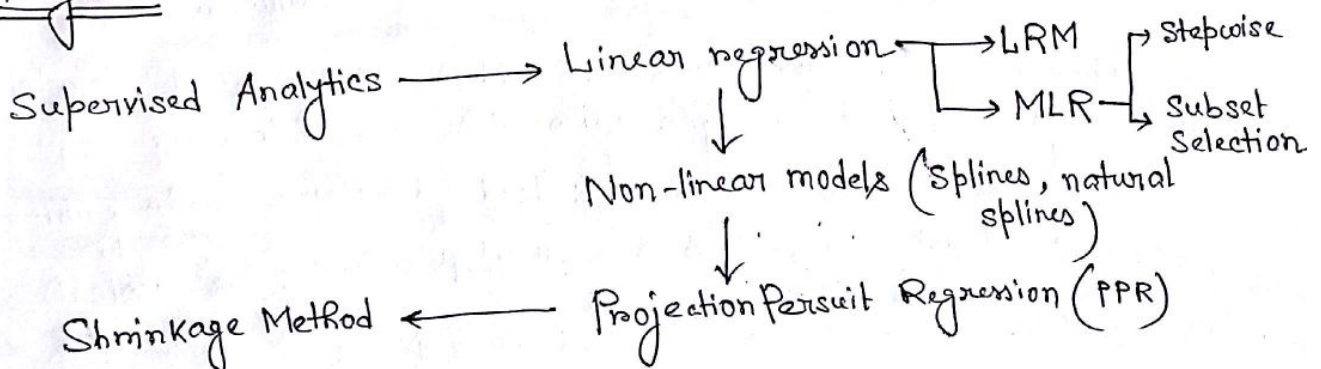 Supervised Analytics → Linear regression → LRM
→ MLR → Stepwise
→ Subset Selection
Non-linear models (splines, natural
splines)
Projection Persuit Regression (PPR)
Shrinkage Method